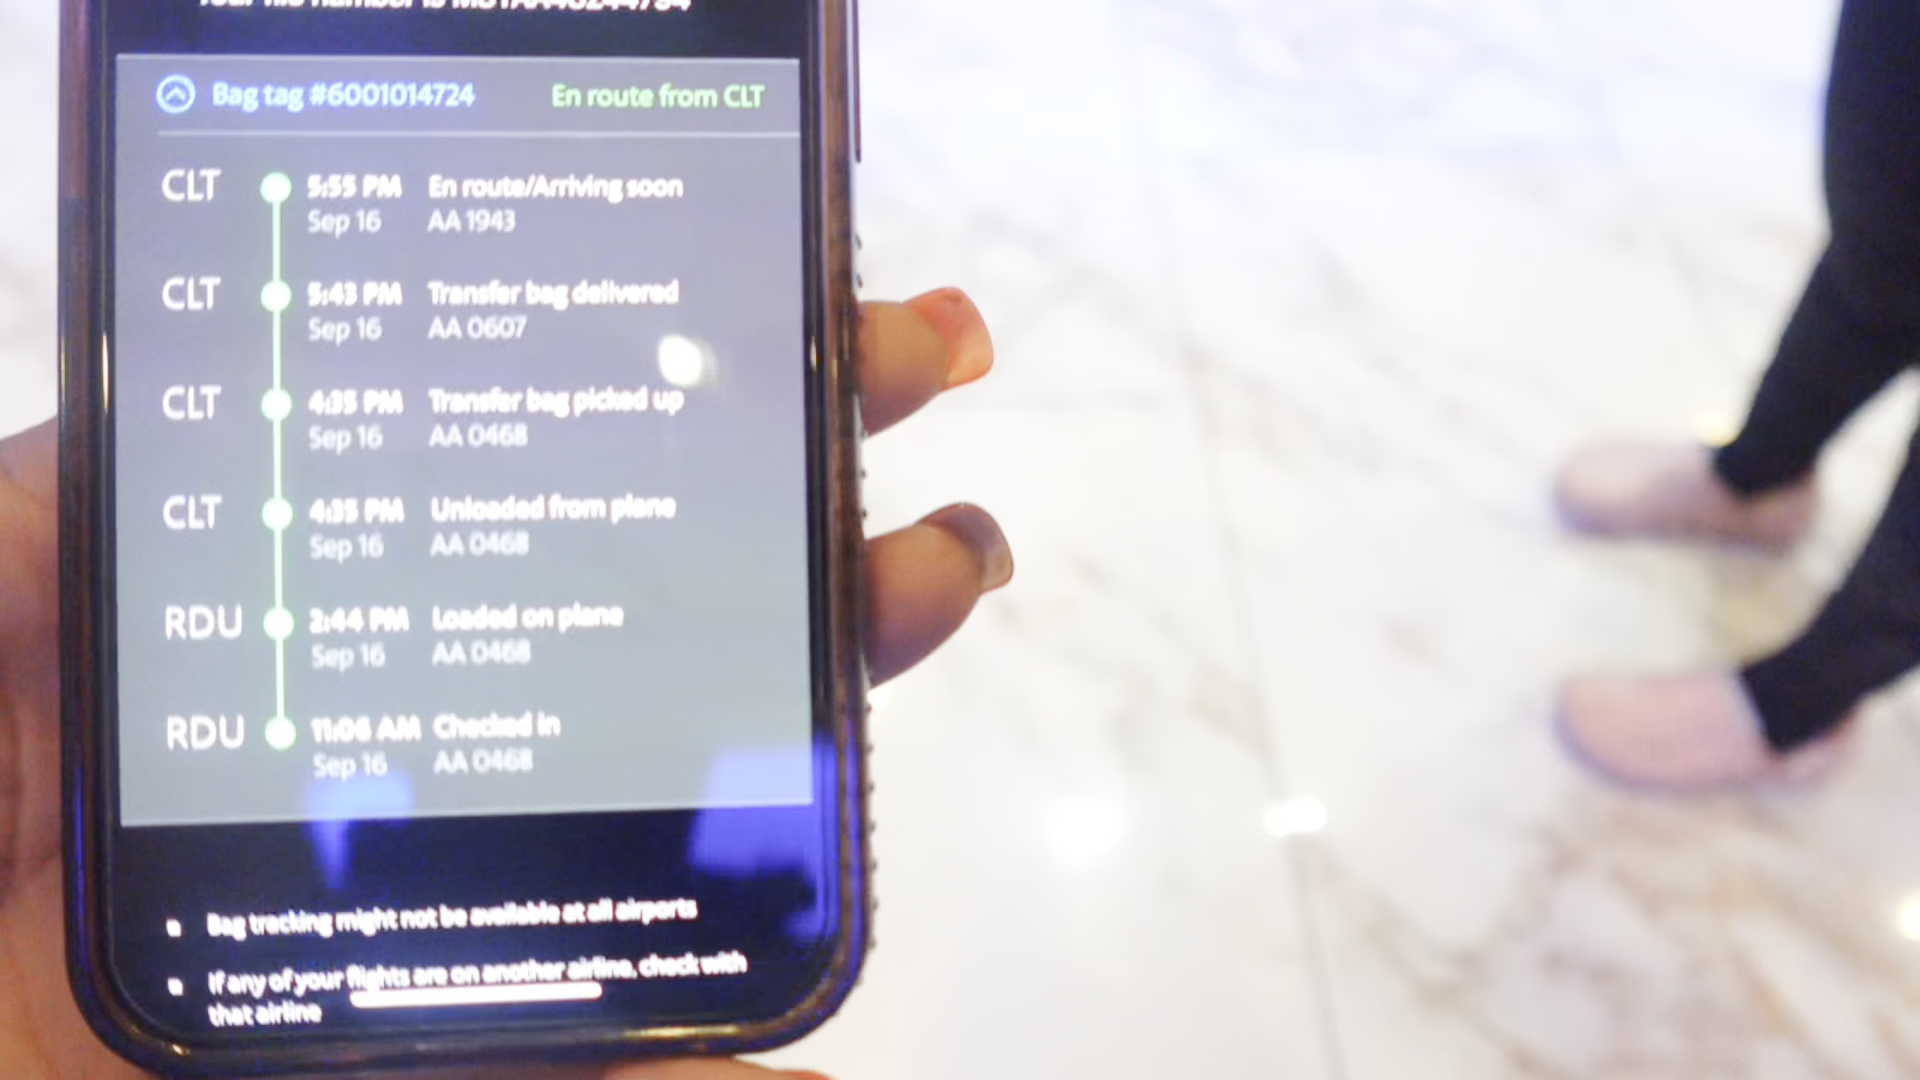 Your file number is
Bag tag #6001014724 En route from CLT
CLT 5:55 PM En route/Arriving soon
Sep 16 AA 1943
CLT 5:43 PM Transfer bag delivered
Sep 16 AA 0607
CLT 4:35 PM Transfer bag picked up
Sep 16 AA 0468
CLT 4:35 PM Unloaded from plane
Sep 16 AA 0468
RDU 2:44 PM Loaded on plane
Sep 16 AA 0468
RDU 11:06 AM Checked in
Sep 16 AA 0468
Bag tracking might not be available at all airports
If any of your flights are on another airline, check with
that airline